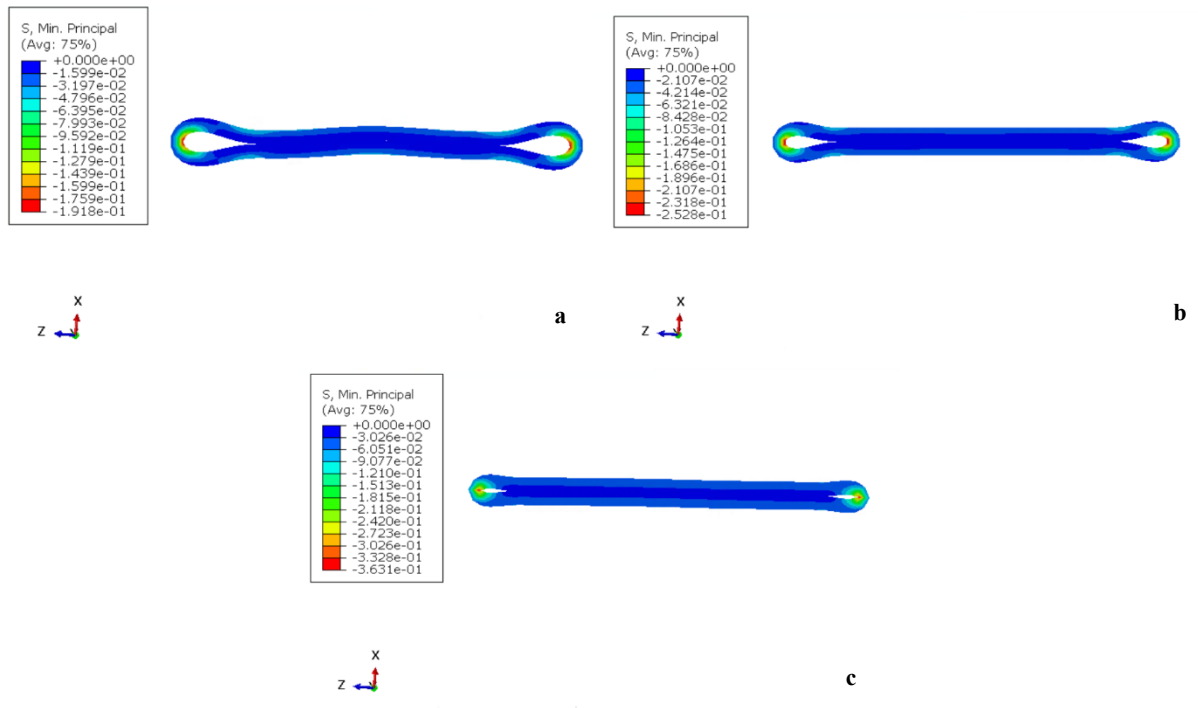 S, Min. Principal
(Avg: 75%)
+0.000e+00
-1.599e-02
-3.197e-02
-4.796e-02
-6.395e-02
-7.993e-02
-9.592e-02
-1.119e-01
-1.279e-01
-1.439e-01
-1.599e-01
-1.759e-01
-1.918e-01
X
Z
a
S, Min. Principal
(Avg: 75%)
+0.000e+00
-2.107e-02
-4.214e-02
-6.321e-02
-8.428e-02
-1.053e-01
-1.264e-01
-1.475e-01
-1.686e-01
-1.896e-01
-2.107e-01
-2.318e-01
-2.528e-01
X
Z
b
S, Min. Principal
(Avg: 75%)
+0.000e+00
-3.026e-02
-6.051e-02
-9.077e-02
-1.210e-01
-1.513e-01
-1.815e-01
-2.118e-01
-2.420e-01
-2.723e-01
-3.026e-01
-3.328e-01
-3.631e-01
X
Z
c